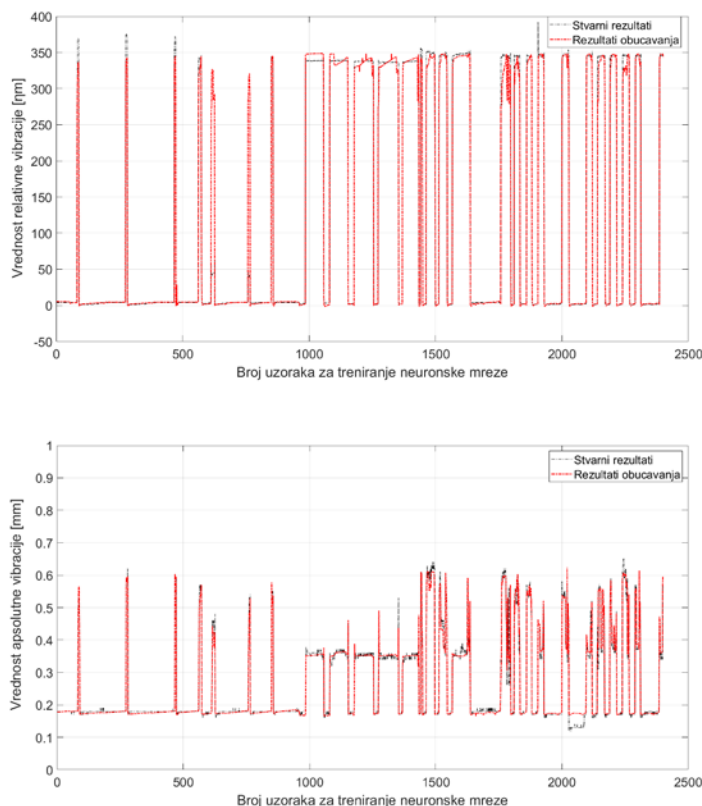 400
350
300
250
200
150
100
50
0
-50
Vrednost relativne vibracije [ηm]
Stvarni rezultati
Rezultati obucavanja
0 500 1000 1500 2000 2500
Broj uzoraka za treniranje neuronske mreze
1
0.9
0.8
0.7
0.6
0.5
0.4
0.3
0.2
0.1
0
Vrednost apsolutne vibracije [mm]
Stvarni rezultati
Rezultati obucavanja
0 500 1000 1500 2000 2500
Broj uzoraka za treniranje neuronske mreze